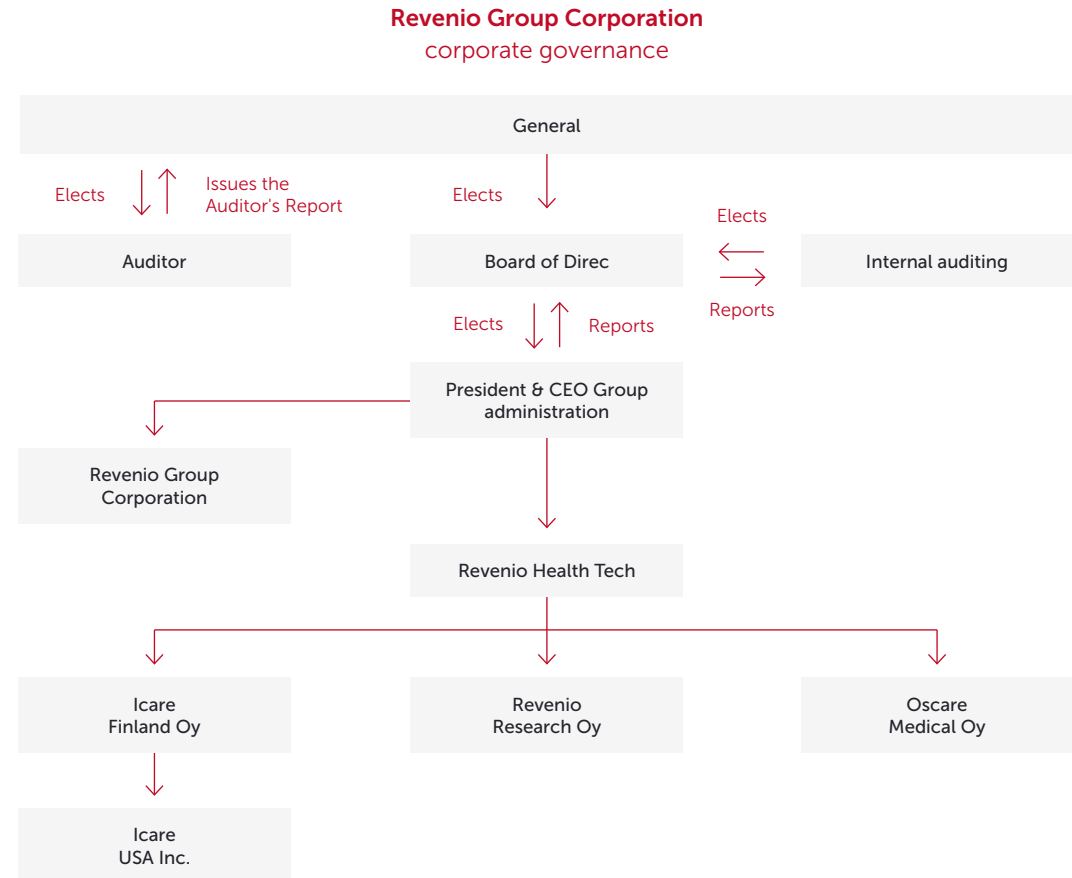 Revenio Group Corporation
corporate governance
General
Elects
Issues the
Auditor's Report
Elects
Elects
Auditor
Board of Direc
Internal auditing
Reports
Elects
Reports
President & CEO Group
administration
Revenio Group
Corporation
Revenio Health Tech
Icare
Finland Oy
Revenio
Research Oy
Oscare
Medical Oy
Icare
USA Inc.